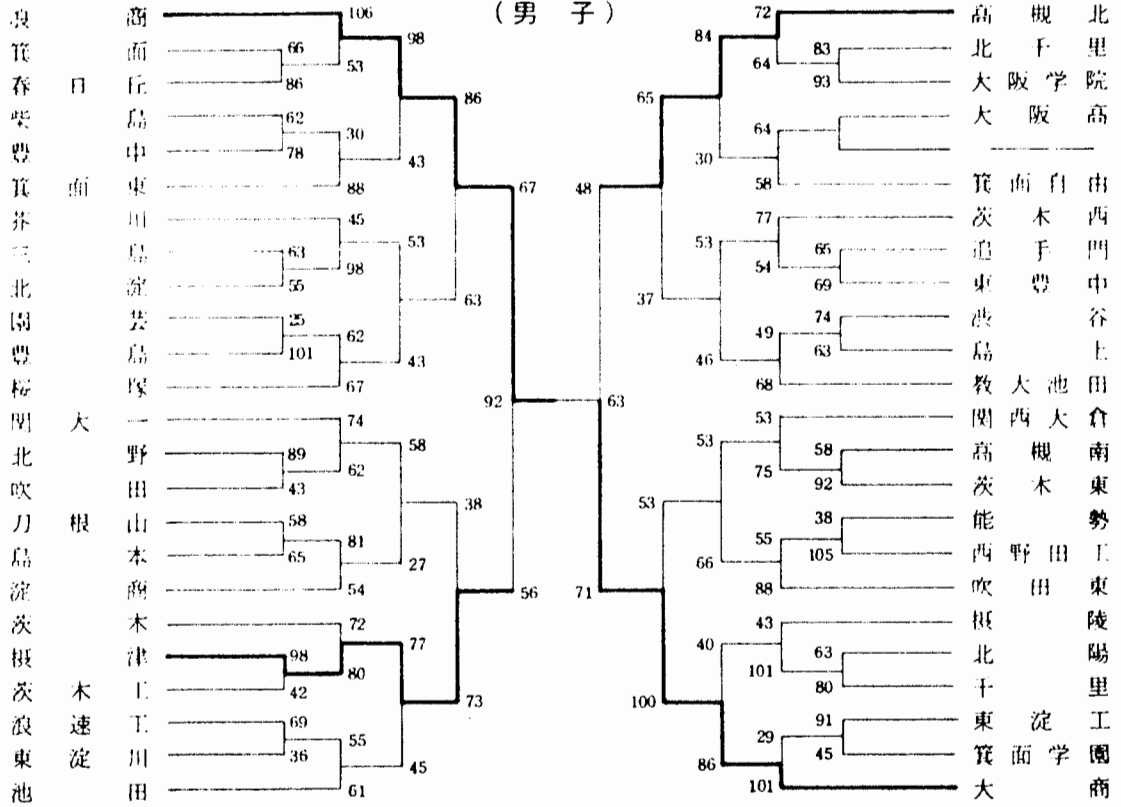 (男子)
商 106
98
箕面 66
53
春日丘 86
86
柴島 62
30
豊中 78
43
箕面東 88
67
芥川 45
53
三島 63
98
北淀 55
63
園芸 25
62
豊島 101
43
桜塚 67
92
関大一 74
58
北野 89
62
吹田 43
38
刀根山 58
81
島本 65
27
淀商 54
56
茨木 72
77
摂津 98
80
茨木工 42
73
浪速工 69
55
東淀川 36
45
池田 61
72 高槻北
84
83 北千里
64
93 大阪学院
65
64 大阪高
30
58 箕面自由
48
77 茨木西
53
65 追手門
54
69 東豊中
37
74 渋谷
49
63 島上
46
68 教大池田
63
53 関西大倉
53
58 高槻南
75
92 茨木東
53
38 能勢
55
105 西野田工
66
88 吹田東
71
43 摂陵
40
63 北陽
101
80 千里
100
91 東淀工
29
45 箕面学園
86
101 大商